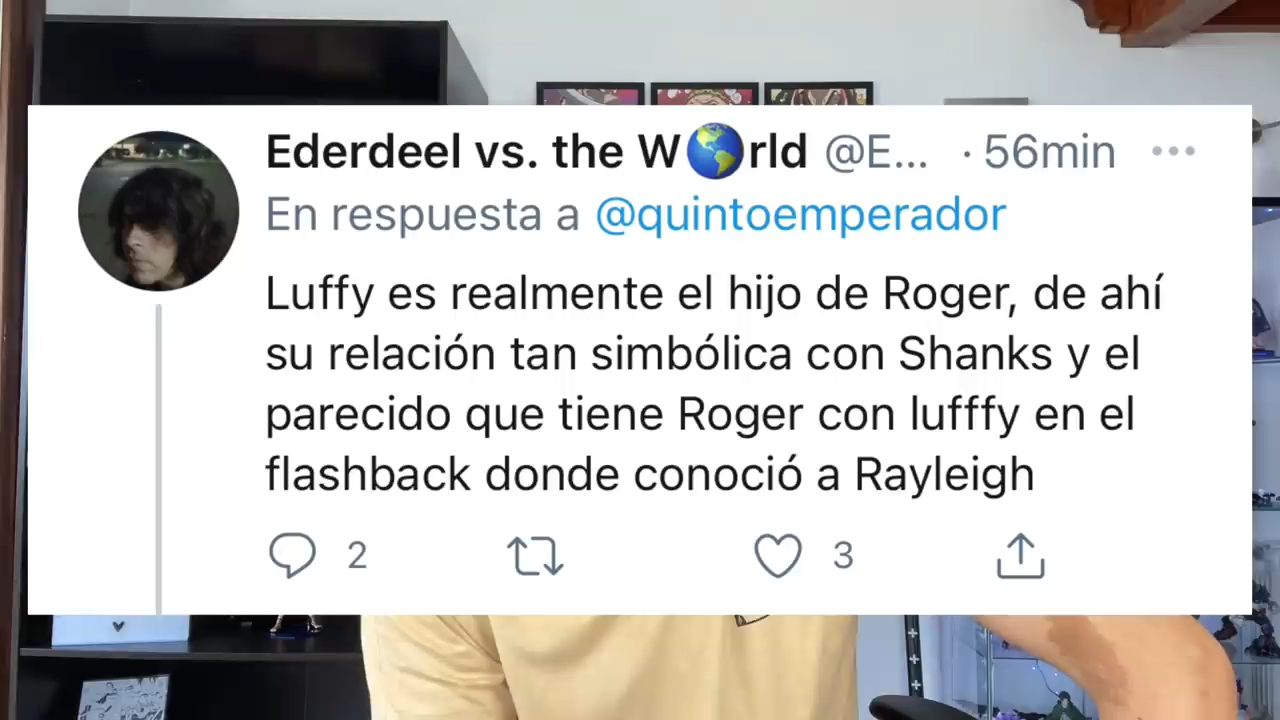 Ederdeel vs. the W🌎rld @E... · 56min
En respuesta a @quintoemperador
Luffy es realmente el hijo de Roger, de ahí
su relación tan simbólica con Shanks y el
parecido que tiene Roger con lufffy en el
flashback donde conoció a Rayleigh
2 3